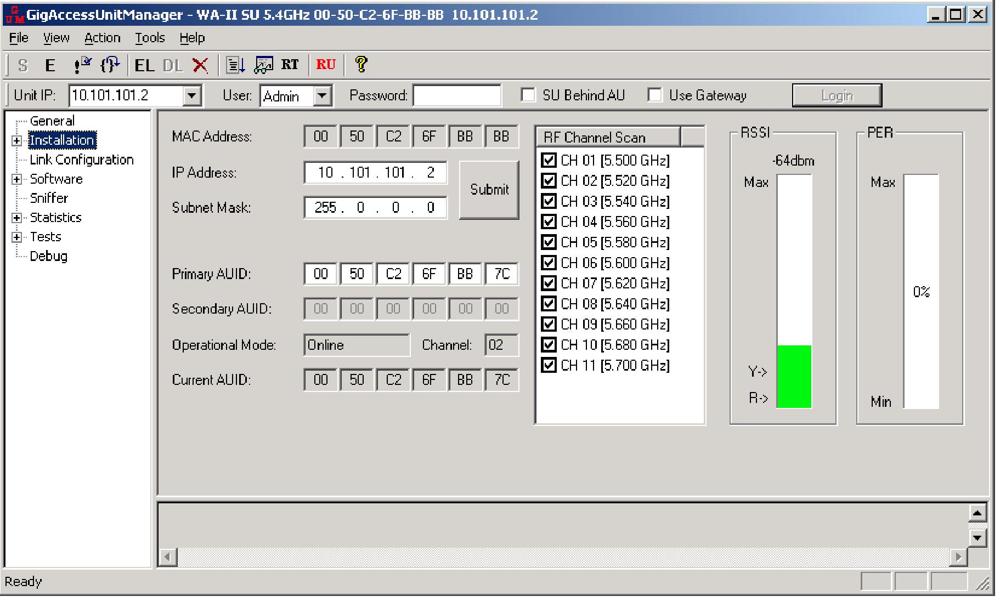 GUM GigAccessUnitManager - WA-II SU 5.4GHz 00-50-C2-6F-BB-BB 10.101.101.2
File View Action Tools Help
S E EL DL RT RU ?
Unit IP: 10.101.101.2 User: Admin Password: SU Behind AU Use Gateway Login
General
Installation
Link Configuration
Software
Sniffer
Statistics
Tests
Debug
MAC Address: 00 50 C2 6F BB BB
IP Address: 10 . 101 . 101 . 2
Submit
Subnet Mask: 255 . 0 . 0 . 0
Primary AUID: 00 50 C2 6F BB 7C
Secondary AUID: 00 00 00 00 00 00
Operational Mode: Online Channel: 02
Current AUID: 00 50 C2 6F BB 7C
RF Channel Scan
CH 01 [5.500 GHz]
CH 02 [5.520 GHz]
CH 03 [5.540 GHz]
CH 04 [5.560 GHz]
CH 05 [5.580 GHz]
CH 06 [5.600 GHz]
CH 07 [5.620 GHz]
CH 08 [5.640 GHz]
CH 09 [5.660 GHz]
CH 10 [5.680 GHz]
CH 11 [5.700 GHz]
RSSI
-64dbm
Max
Y->
R->
PER
Max
0%
Min
Ready